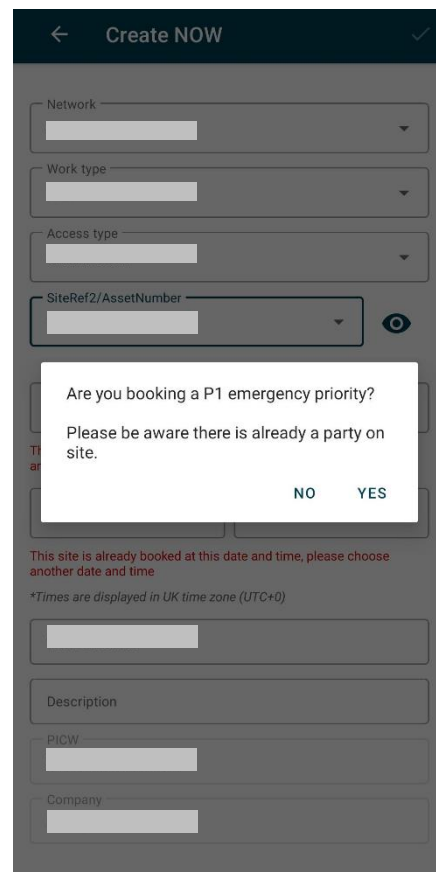 Create NOW
Network
Work type
Access type
SiteRef2/AssetNumber
Are you booking a P1 emergency priority?
Please be aware there is already a party on
site.
NO YES
This site is already booked at this date and time, please choose
another date and time
*Times are displayed in UK time zone (UTC+0)
Description
PICW
Company